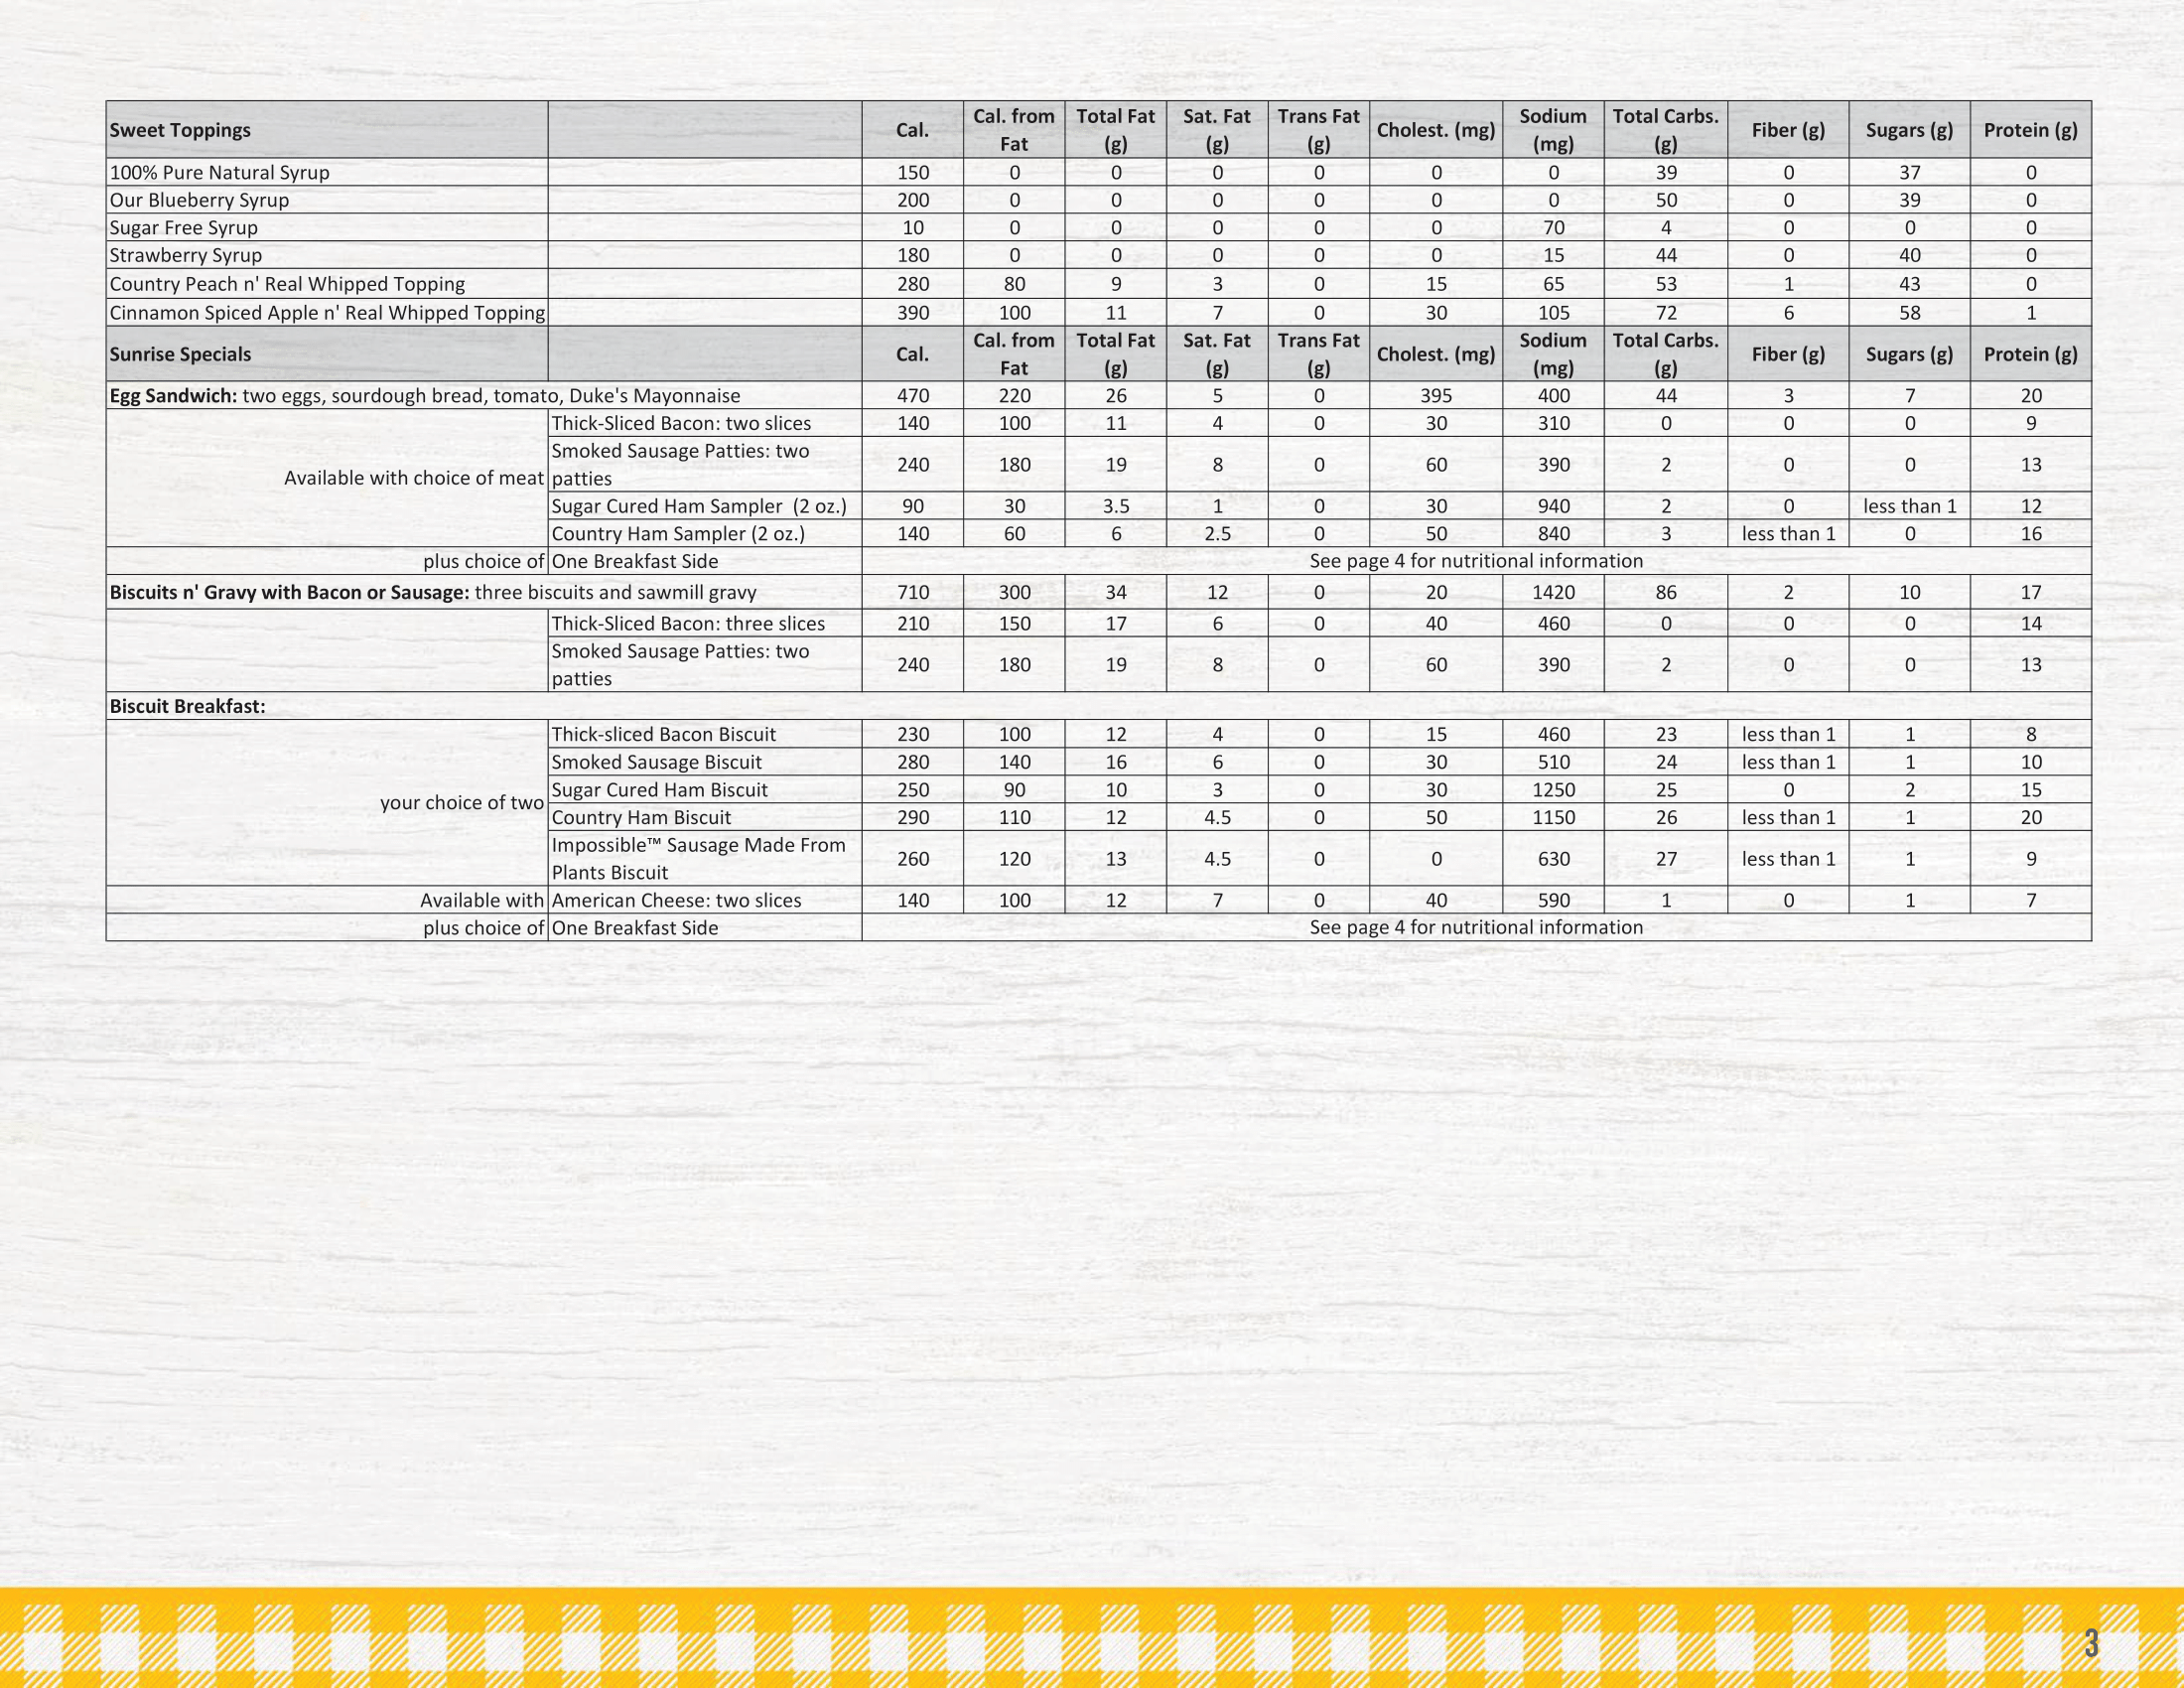 Sweet Toppings Cal. Cal. from Fat Total Fat (g) Sat. Fat (g) Trans Fat (g) Cholest. (mg) Sodium (mg) Total Carbs. (g) Fiber (g) Sugars (g) Protein (g)
100% Pure Natural Syrup 150 0 0 0 0 0 0 39 0 37 0
Our Blueberry Syrup 200 0 0 0 0 0 0 50 0 39 0
Sugar Free Syrup 10 0 0 0 0 0 70 4 0 0 0
Strawberry Syrup 180 0 0 0 0 0 15 44 0 40 0
Country Peach n' Real Whipped Topping 280 80 9 3 0 15 65 53 1 43 0
Cinnamon Spiced Apple n' Real Whipped Topping 390 100 11 7 0 30 105 72 6 58 1
Sunrise Specials Cal. Cal. from Fat Total Fat (g) Sat. Fat (g) Trans Fat (g) Cholest. (mg) Sodium (mg) Total Carbs. (g) Fiber (g) Sugars (g) Protein (g)
Egg Sandwich: two eggs, sourdough bread, tomato, Duke's Mayonnaise 470 220 26 5 0 395 400 44 3 7 20
Available with choice of meat
Thick-Sliced Bacon: two slices 140 100 11 4 0 30 310 0 0 0 9
Smoked Sausage Patties: two patties 240 180 19 8 0 60 390 2 0 0 13
Sugar Cured Ham Sampler (2 oz.) 90 30 3.5 1 0 30 940 2 0 less than 1 12
Country Ham Sampler (2 oz.) 140 60 6 2.5 0 50 840 3 less than 1 0 16
plus choice of One Breakfast Side See page 4 for nutritional information
Biscuits n' Gravy with Bacon or Sausage: three biscuits and sawmill gravy 710 300 34 12 0 20 1420 86 2 10 17
Thick-Sliced Bacon: three slices 210 150 17 6 0 40 460 0 0 0 14
Smoked Sausage Patties: two patties 240 180 19 8 0 60 390 2 0 0 13
Biscuit Breakfast:
your choice of two
Thick-sliced Bacon Biscuit 230 100 12 4 0 15 460 23 less than 1 1 8
Smoked Sausage Biscuit 280 140 16 6 0 30 510 24 less than 1 1 10
Sugar Cured Ham Biscuit 250 90 10 3 0 30 1250 25 0 2 15
Country Ham Biscuit 290 110 12 4.5 0 50 1150 26 less than 1 1 20
Impossible™ Sausage Made From Plants Biscuit 260 120 13 4.5 0 0 630 27 less than 1 1 9
Available with American Cheese: two slices 140 100 12 7 0 40 590 1 0 1 7
plus choice of One Breakfast Side See page 4 for nutritional information
3